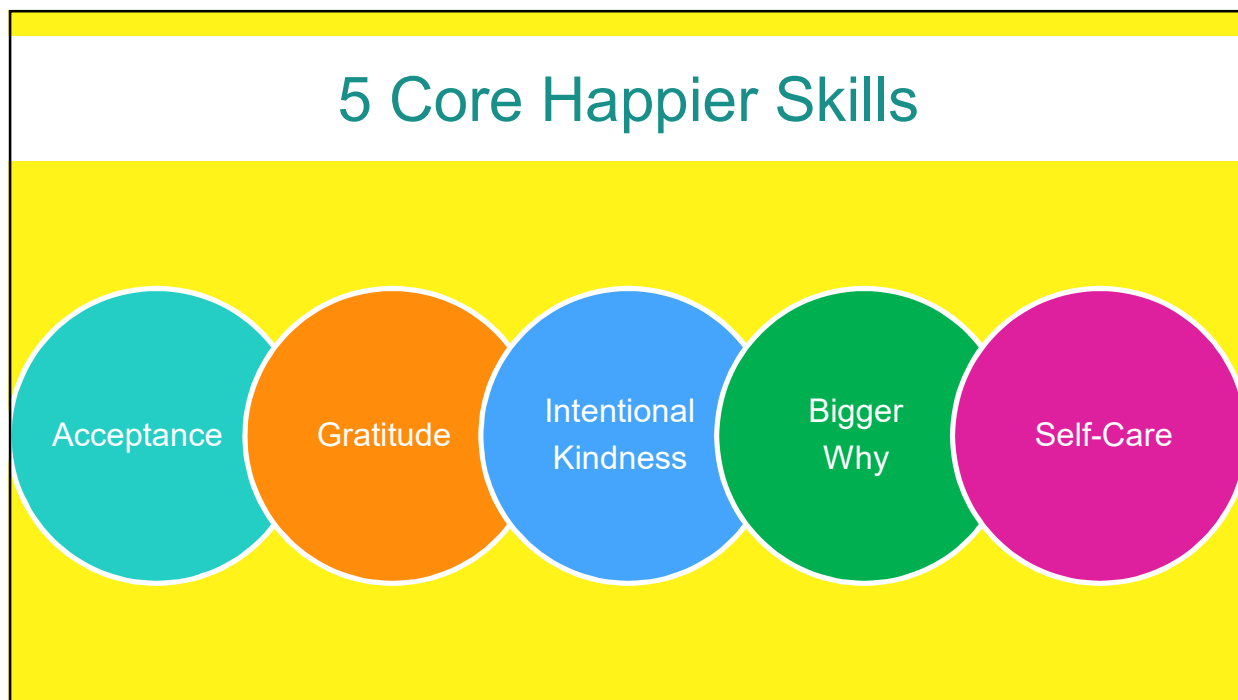 5 Core Happier Skills
Acceptance
Gratitude
Intentional
Kindness
Bigger
Why
Self-Care